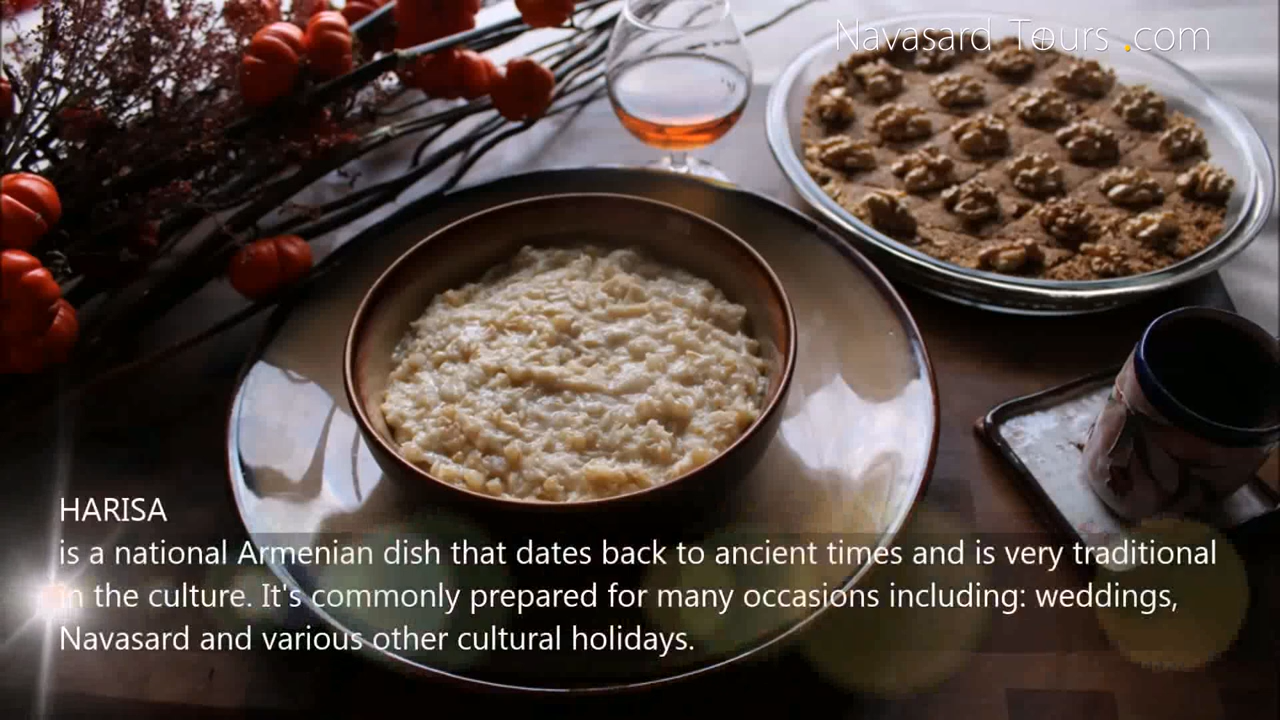 Navasard Tours .com
HARISA
is a national Armenian dish that dates back to ancient times and is very traditional
in the culture. It's commonly prepared for many occasions including: weddings,
Navasard and various other cultural holidays.